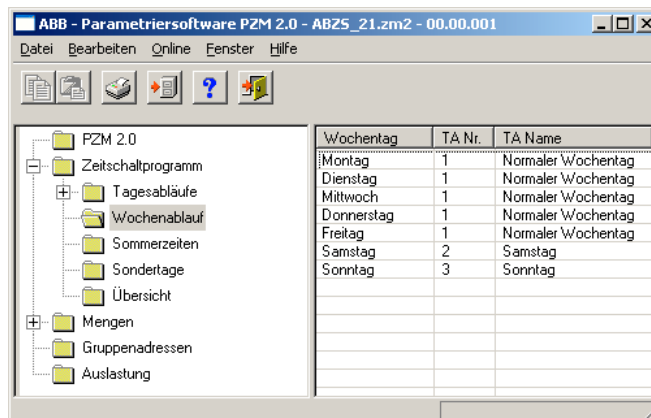 ABB - Parametriersoftware PZM 2.0 - ABZS_21.zm2 - 00.00.001
Datei Bearbeiten Online Fenster Hilfe
PZM 2.0
Zeitschaltprogramm
Tagesabläufe
Wochenablauf
Sommerzeiten
Sondertage
Übersicht
Mengen
Gruppenadressen
Auslastung
Wochentag TA Nr. TA Name
Montag 1 Normaler Wochentag
Dienstag 1 Normaler Wochentag
Mittwoch 1 Normaler Wochentag
Donnerstag 1 Normaler Wochentag
Freitag 1 Normaler Wochentag
Samstag 2 Samstag
Sonntag 3 Sonntag